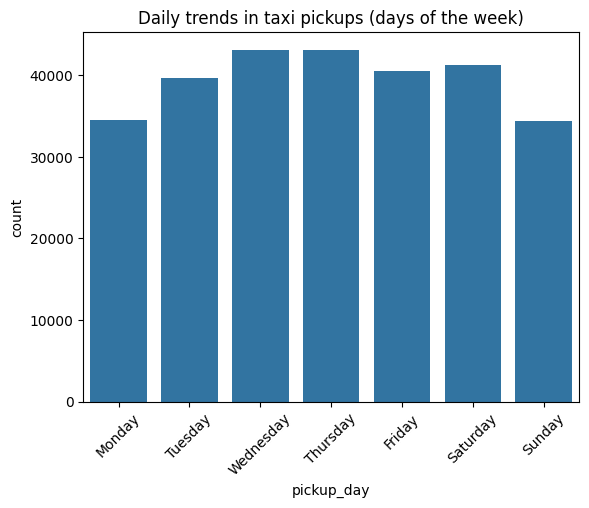 Daily trends in taxi pickups (days of the week)
40000
30000
20000
10000
0
count
Monday
Tuesday
Wednesday
Thursday
Friday
Saturday
Sunday
pickup_day